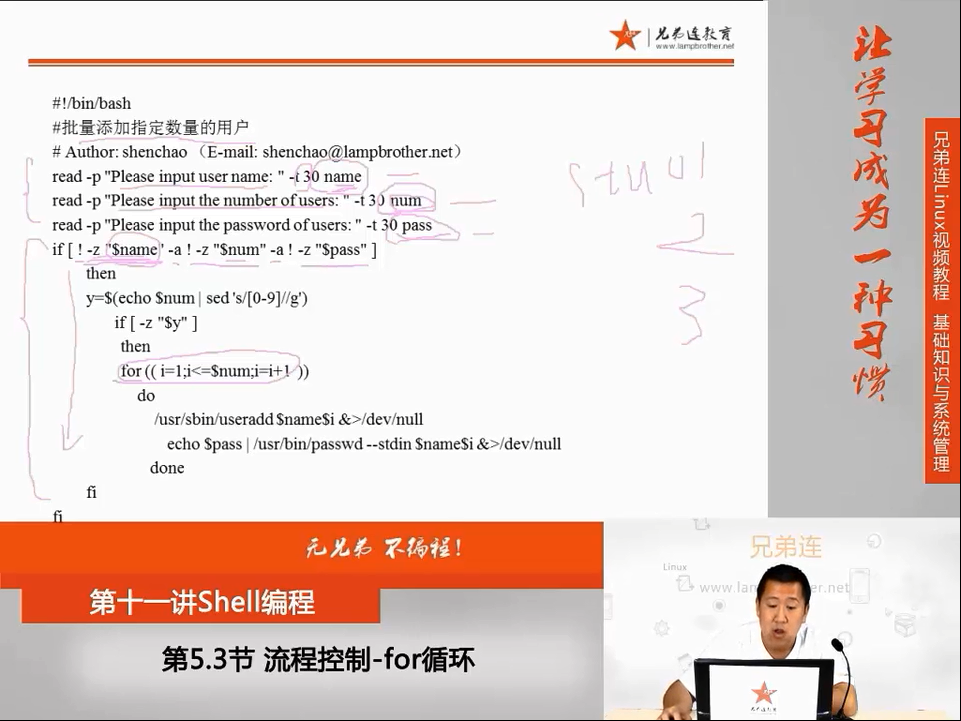 兄弟连教育
www.lampbrother.net
#!/bin/bash
#批量添加指定数量的用户
# Author: shenchao （E-mail: shenchao@lampbrother.net）
read -p "Please input user name: " -t 30 name
read -p "Please input the number of users: " -t 30 num
read -p "Please input the password of users: " -t 30 pass
if [ ! -z "$name" -a ! -z "$num" -a ! -z "$pass" ]
then
y=$(echo $num | sed 's/[0-9]//g')
if [ -z "$y" ]
then
for (( i=1;i<=$num;i=i+1 ))
do
/usr/sbin/useradd $name$i &>/dev/null
echo $pass | /usr/bin/passwd --stdin $name$i &>/dev/null
done
fi
fi
stu01
2
3
让学习成为一种习惯
兄弟连Linux视频教程 基础知识与系统管理
无兄弟 不编程！
第十一讲Shell编程
第5.3节 流程控制-for循环
兄弟连
Linux
www.lam